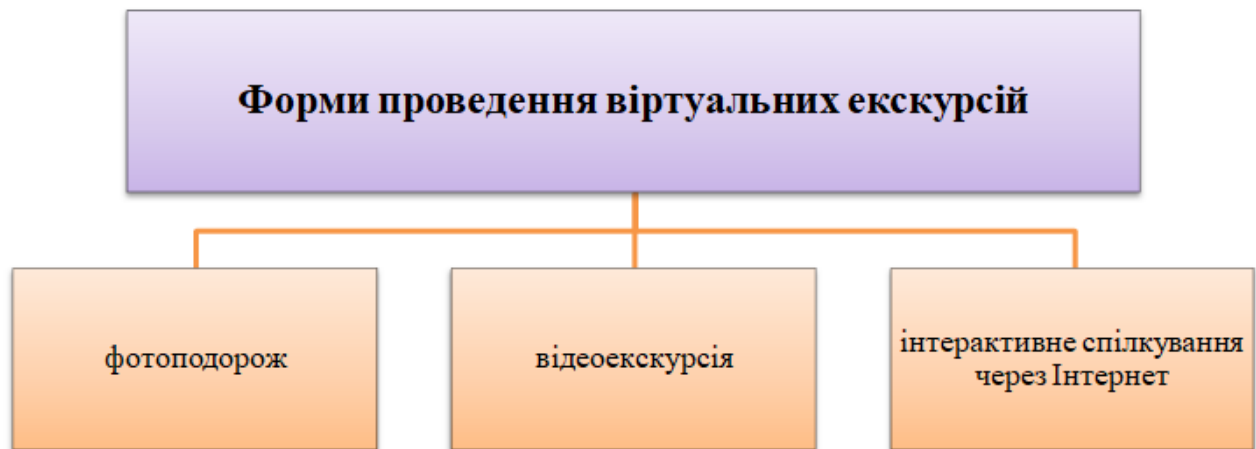 Форми проведення віртуальних екскурсій
фотоподорож
відеоекскурсія
інтерактивне спілкування
через Інтернет